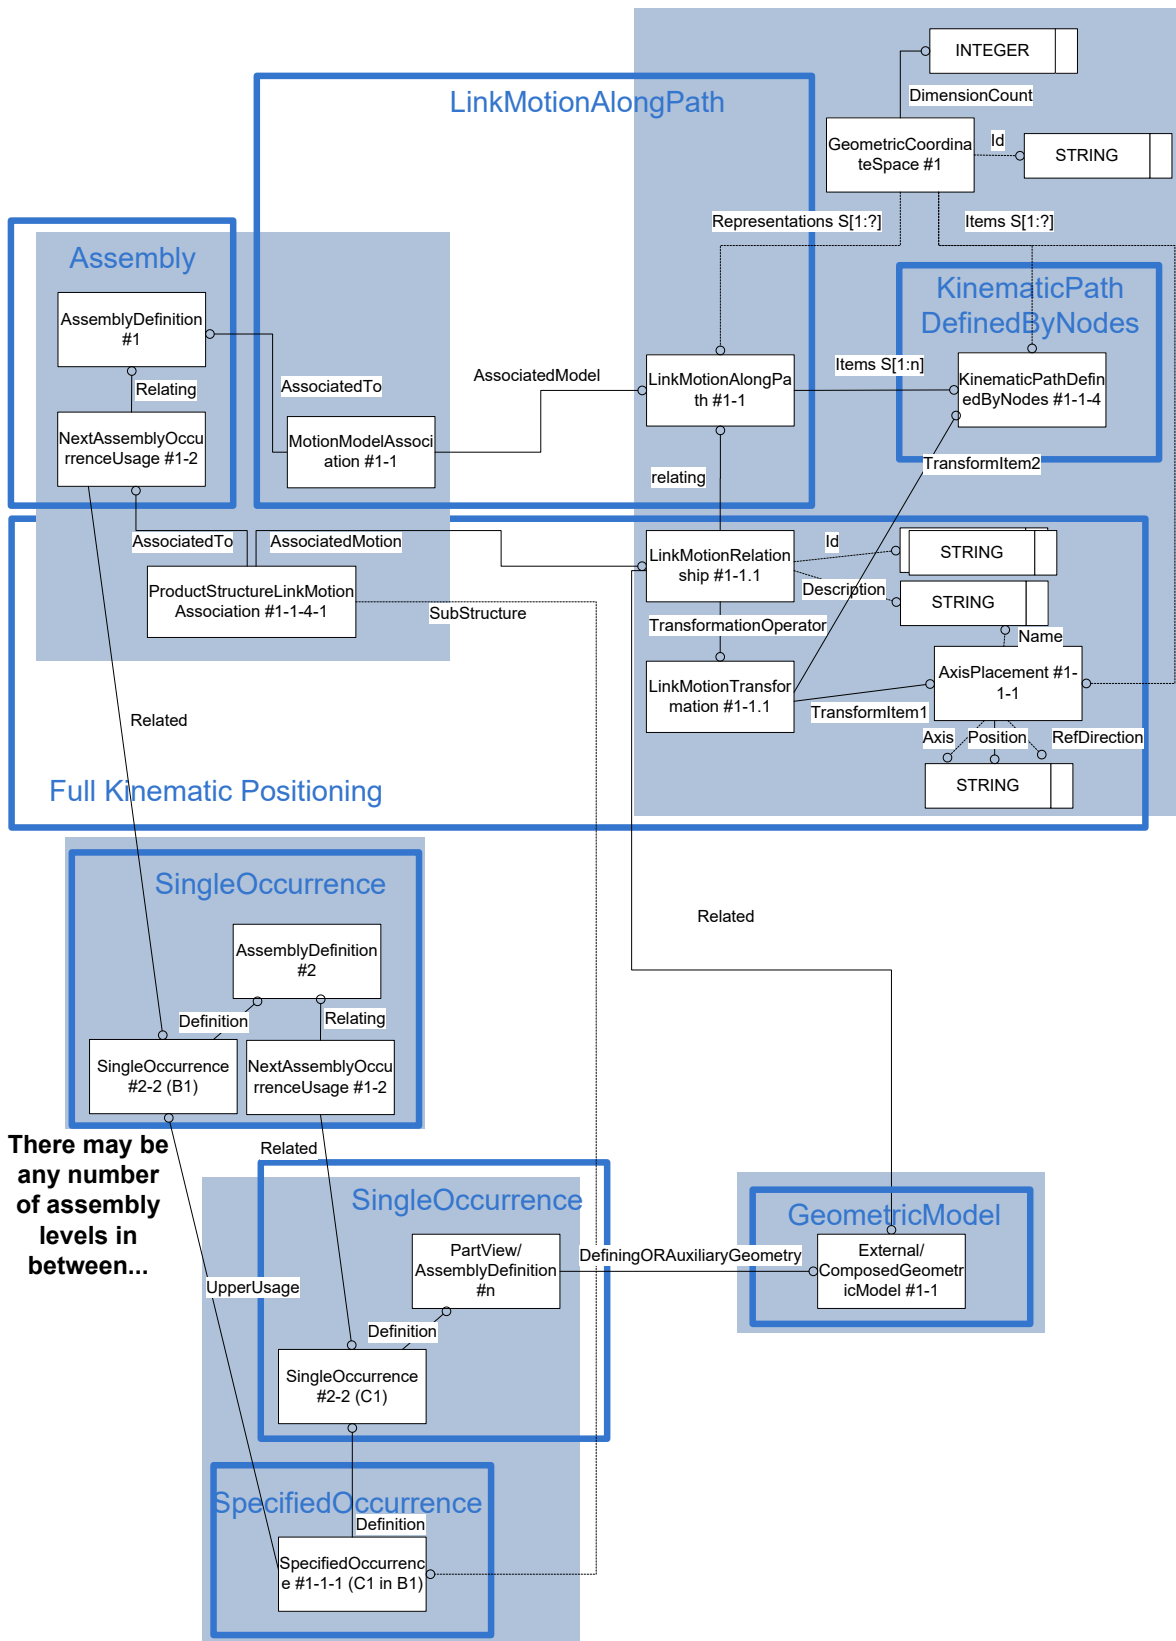 INTEGER
LinkMotionAlongPath
DimensionCount
GeometricCoordina
teSpace #1
Id
STRING
Representations S[1:?]
Items S[1:?]
Assembly
KinematicPath
DefinedByNodes
AssemblyDefinition
#1
Relating
AssociatedTo
AssociatedModel
LinkMotionAlongPa
th #1-1
Items S[1:n]
KinematicPathDefin
edByNodes #1-1-4
NextAssemblyOccu
rrenceUsage #1-2
MotionModelAssoci
ation #1-1
TransformItem2
relating
AssociatedTo
AssociatedMotion
LinkMotionRelation
ship #1-1.1
Id
STRING
Description
STRING
ProductStructureLinkMotion
Association #1-1-4-1
SubStructure
TransformationOperator
Name
LinkMotionTransfor
mation #1-1.1
AxisPlacement #1-
1-1
TransformItem1
Related
Axis
Position
RefDirection
STRING
Full Kinematic Positioning
SingleOccurrence
AssemblyDefinition
#2
Related
Definition
Relating
SingleOccurrence
#2-2 (B1)
NextAssemblyOccu
rrenceUsage #1-2
There may be
any number
of assembly
levels in
between...
Related
SingleOccurrence
GeometricModel
PartView/
AssemblyDefinition
#n
DefiningORAuxiliaryGeometry
External/
ComposedGeomet
ricModel #1-1
UpperUsage
Definition
SingleOccurrence
#2-2 (C1)
SpecifiedOccurrence
Definition
SpecifiedOccurrenc
e #1-1-1 (C1 in B1)